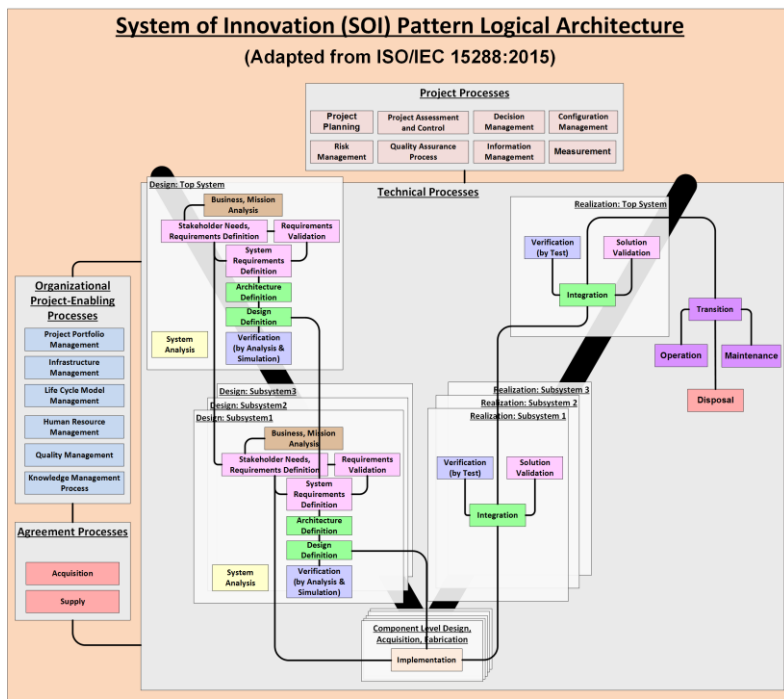 System of Innovation (SOI) Pattern Logical Architecture
(Adapted from ISO/IEC 15288:2015)
Project Processes
Project
Planning
Project Assessment
and Control
Decision
Management
Configuration
Management
Risk
Management
Quality Assurance
Process
Information
Management
Measurement
Technical Processes
Design: Top System
Business, Mission
Analysis
Stakeholder Needs,
Requirements Definition
Requirements
Validation
System
Requirements
Definition
Architecture
Definition
Design
Definition
System
Analysis
Verification
(by Analysis &
Simulation)
Realization: Top System
Verification
(by Test)
Solution
Validation
Integration
Transition
Operation
Maintenance
Disposal
Organizational
Project-Enabling
Processes
Project Portfolio
Management
Infrastructure
Management
Life Cycle Model
Management
Human Resource
Management
Quality Management
Knowledge Management
Process
Agreement Processes
Acquisition
Supply
Design: Subsystem3
Design: Subsystem2
Design: Subsystem1
Business, Mission
Analysis
Stakeholder Needs,
Requirements Definition
Requirements
Validation
System
Requirements
Definition
Architecture
Definition
Design
Definition
System
Analysis
Verification
(by Analysis &
Simulation)
Realization: Subsystem 3
Realization: Subsystem 2
Realization: Subsystem 1
Verification
(by Test)
Solution
Validation
Integration
Component Level Design,
Acquisition, Fabrication
Implementation